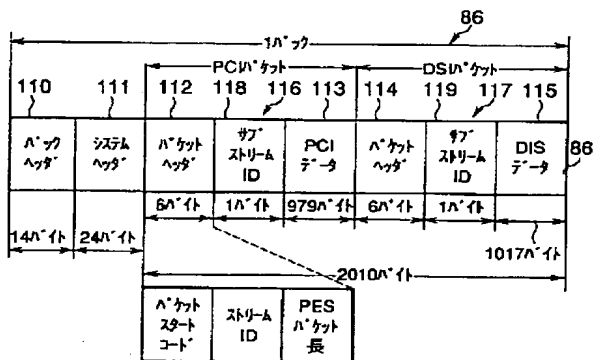 86
1パック
PCIパケット
DSIパケット
110
111
112
118
116
113
114
119
117
115
パック
ヘッダ
システム
ヘッダ
パケット
ヘッダ
サブ
ストリーム
ID
PCI
データ
パケット
ヘッダ
サブ
ストリーム
ID
DIS
データ
86
6バイト
1バイト
979バイト
6バイト
1バイト
14バイト
24バイト
1017バイト
2010バイト
パケット
スタート
コード
ストリーム
ID
PES
パケット
長